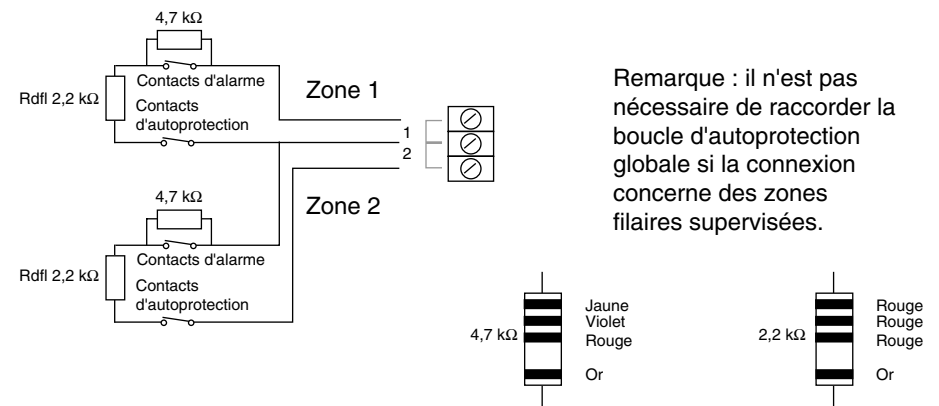 4,7 kΩ
Contacts d'alarme
Rdfl 2,2 kΩ
Contacts
d'autoprotection
Zone 1
1
2
4,7 kΩ
Zone 2
Contacts d'alarme
Rdfl 2,2 kΩ
Contacts
d'autoprotection
Remarque : il n'est pas
nécessaire de raccorder la
boucle d'autoprotection
globale si la connexion
concerne des zones
filaires supervisées.
4,7 kΩ
Jaune
Violet
Rouge
Or
2,2 kΩ
Rouge
Rouge
Rouge
Or